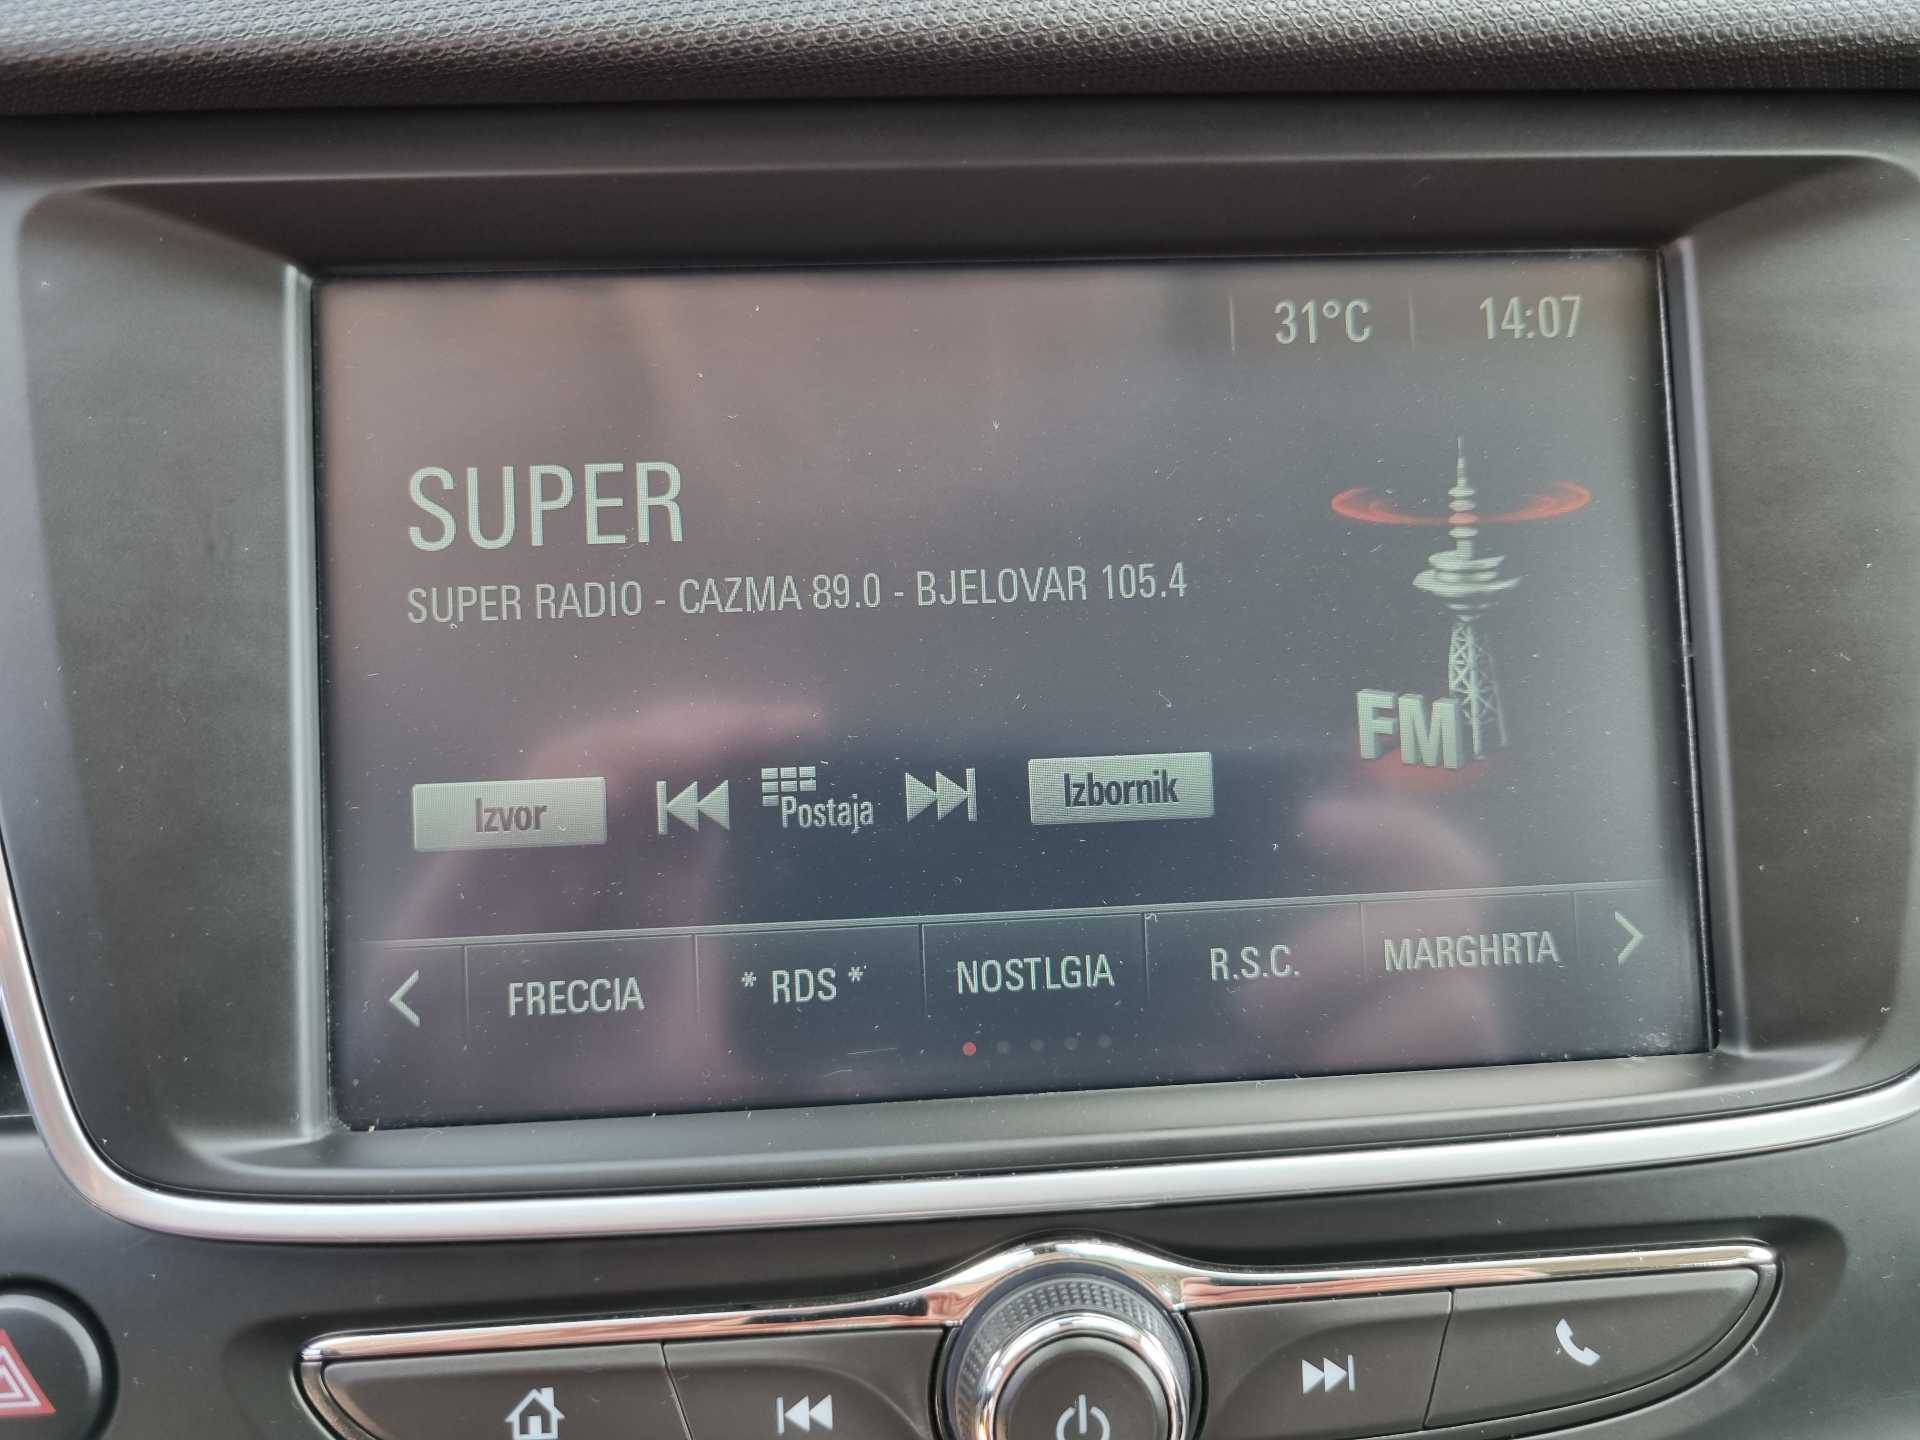 31°C 14:07
SUPER
SUPER RADIO - CAZMA 89.0 - BJELOVAR 105.4
FM
Izvor Postaja Izbornik
FRECCIA * RDS * NOSTLGIA R.S.C. MARGHRTA